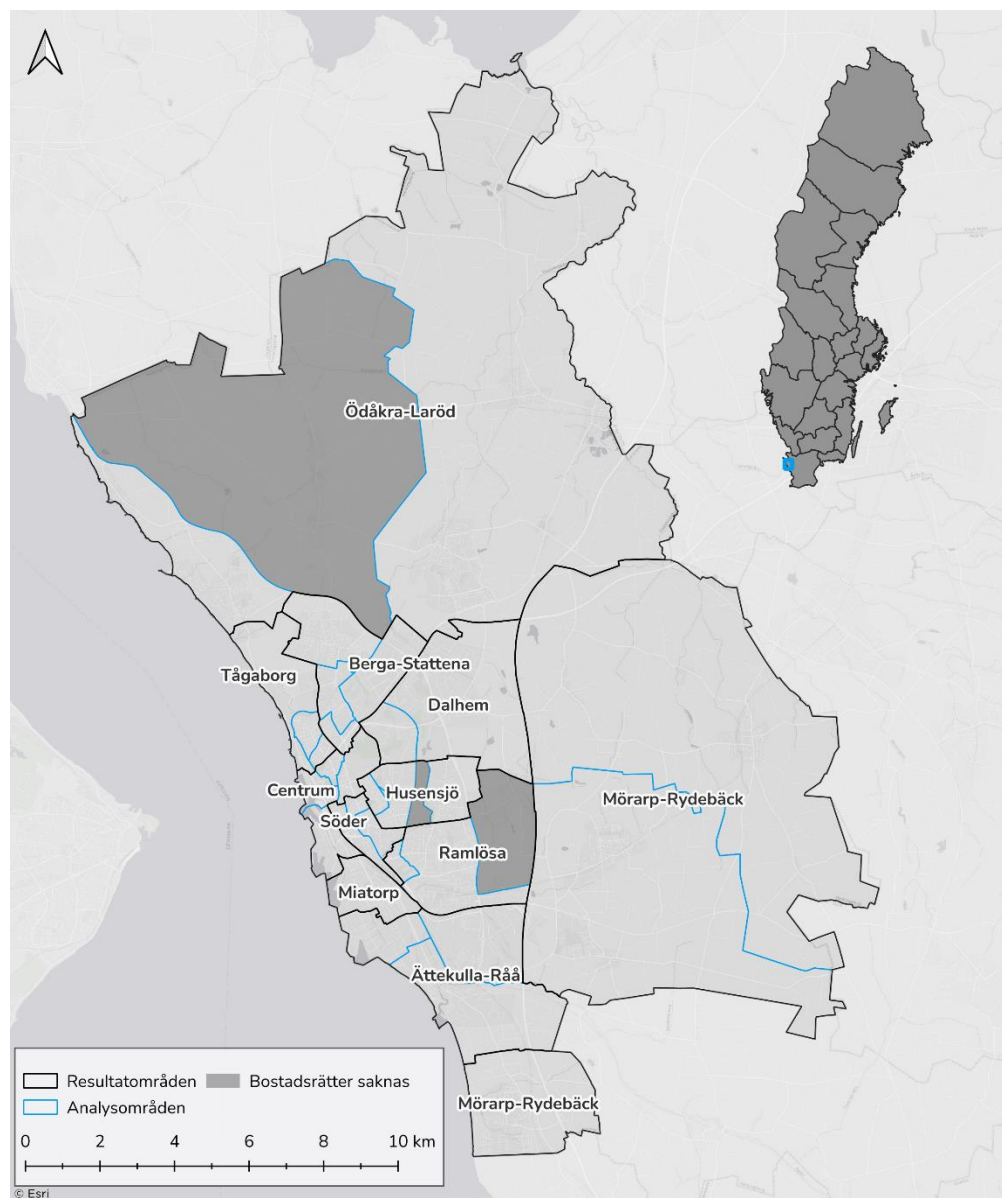 Ödåkra-Laröd
Berga-Stattena
Tågaborg
Dalhem
Centrum
Husensjö
Mörarp-Rydebäck
Söder
Ramlösa
Miatorp
Ättekulla-Råå
Mörarp-Rydebäck
Resultatområden
Bostadsrätter saknas
Analysområden
0 2 4 6 8 10 km
© Esri